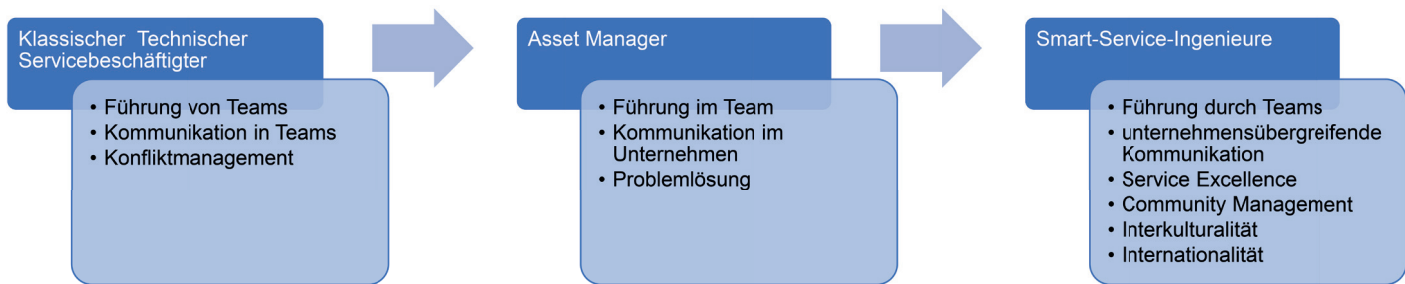 Klassischer Technischer
Servicebeschäftigter
• Führung von Teams
• Kommunikation in Teams
• Konfliktmanagement
Asset Manager
• Führung im Team
• Kommunikation im
Unternehmen
• Problemlösung
Smart-Service-Ingenieure
• Führung durch Teams
• unternehmensübergreifende
Kommunikation
• Service Excellence
• Community Management
• Interkulturalität
• Internationalität